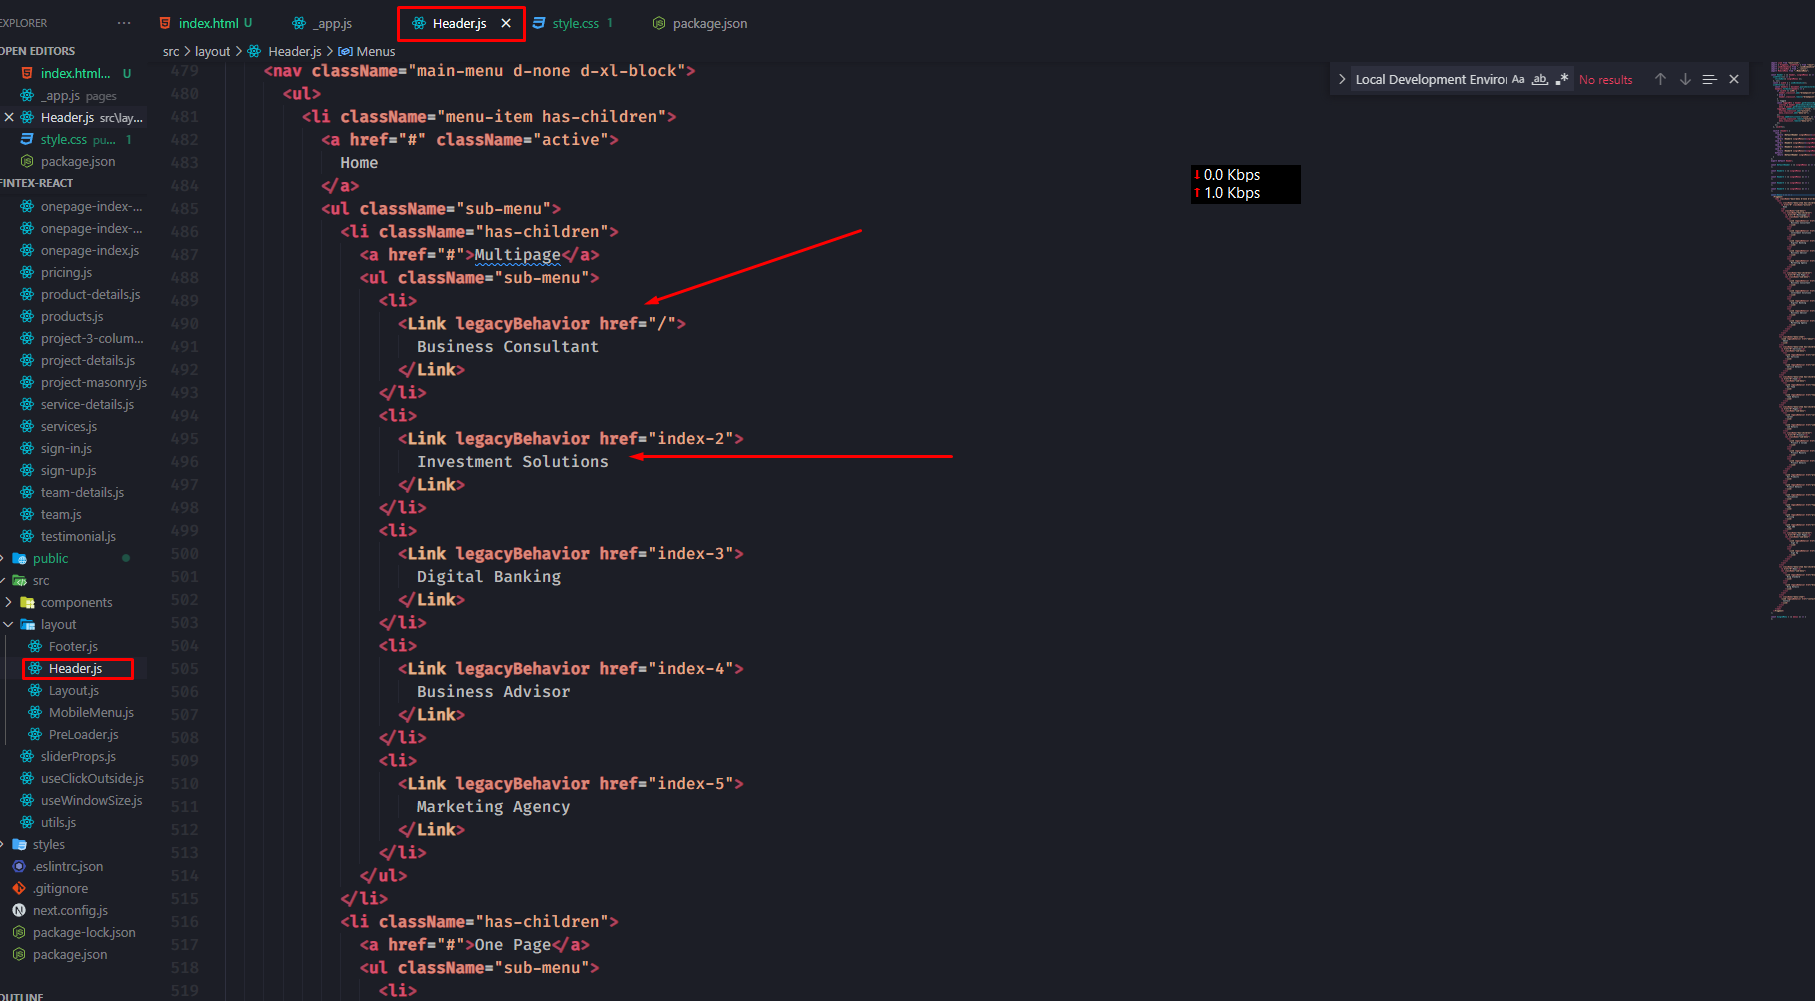 EXPLORER
···
index.html U
_app.js
Header.js
style.css 1
package.json
src > layout > Header.js > Menus
OPEN EDITORS
index.html... U
_app.js pages
Header.js src\lay...
style.css pu... 1
package.json
FINTEX-REACT
onepage-index-...
onepage-index-...
onepage-index.js
pricing.js
product-details.js
products.js
project-3-colum...
project-details.js
project-masonry.js
service-details.js
services.js
sign-in.js
sign-up.js
team-details.js
team.js
testimonial.js
public
src
components
layout
Footer.js
Header.js
Layout.js
MobileMenu.js
PreLoader.js
sliderProps.js
useClickOutside.js
useWindowSize.js
utils.js
styles
.eslintrc.json
.gitignore
next.config.js
package-lock.json
package.json
OUTLINE
479 <nav className="main-menu d-none d-xl-block">
480 <ul>
481 <li className="menu-item has-children">
482 <a href="#" className="active">
483 Home
484 </a>
485 <ul className="sub-menu">
486 <li className="has-children">
487 <a href="#">Multipage</a>
488 <ul className="sub-menu">
489 <li>
490 <Link legacyBehavior href="/">
491 Business Consultant
492 </Link>
493 </li>
494 <li>
495 <Link legacyBehavior href="index-2">
496 Investment Solutions
497 </Link>
498 </li>
499 <li>
500 <Link legacyBehavior href="index-3">
501 Digital Banking
502 </Link>
503 </li>
504 <li>
505 <Link legacyBehavior href="index-4">
506 Business Advisor
507 </Link>
508 </li>
509 <li>
510 <Link legacyBehavior href="index-5">
511 Marketing Agency
512 </Link>
513 </li>
514 </ul>
515 </li>
516 <li className="has-children">
517 <a href="#">One Page</a>
518 <ul className="sub-menu">
519 <li>
Local Development Enviro Aa ab .* No results
↓ 0.0 Kbps
↑ 1.0 Kbps